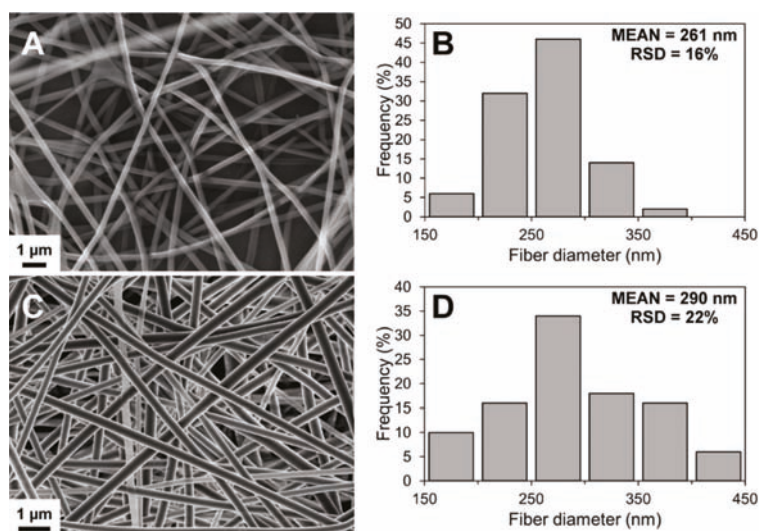 A
1 µm
B
MEAN = 261 nm
RSD = 16%
Frequency (%)
50
45
40
35
30
25
20
15
10
5
0
150
250
350
450
Fiber diameter (nm)
C
1 µm
D
MEAN = 290 nm
RSD = 22%
Frequency (%)
40
35
30
25
20
15
10
5
0
150
250
350
450
Fiber diameter (nm)